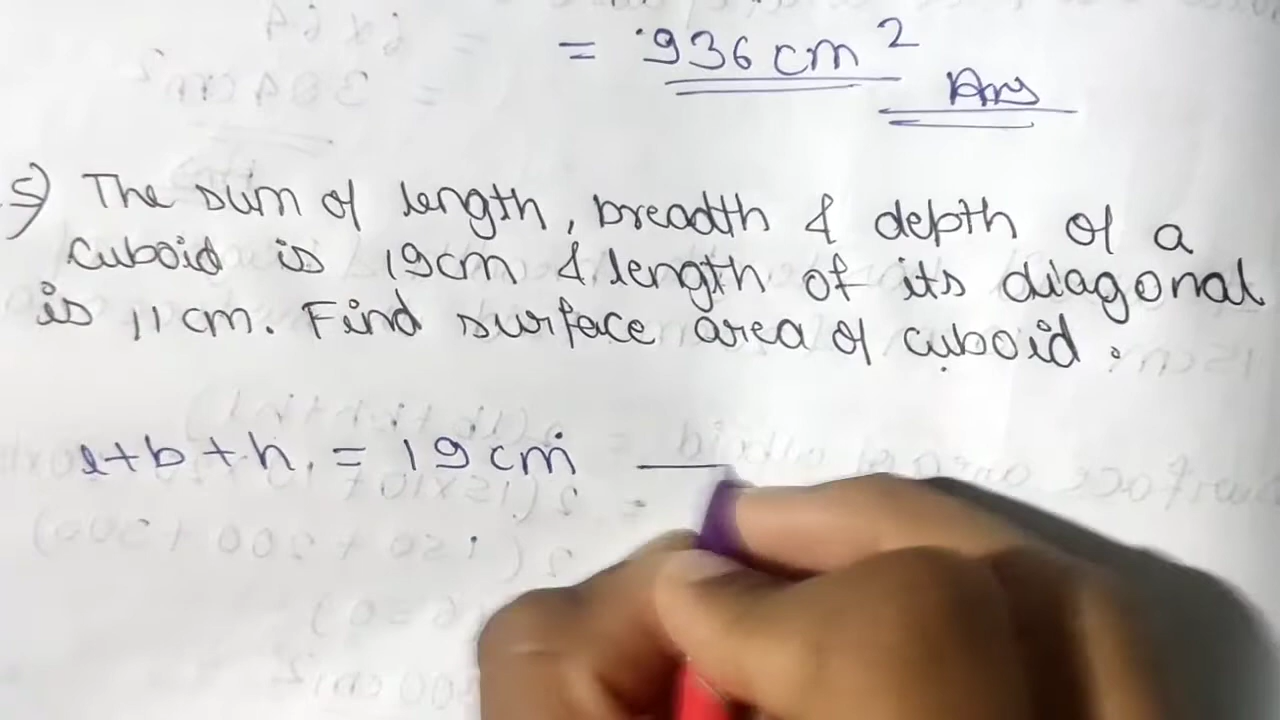 = 936 cm²
Ans
5) The sum of length, breadth & depth of a
cuboid is 19cm & length of its diagonal
is 11 cm. Find surface area of cuboid.
l+b+h = 19 cm